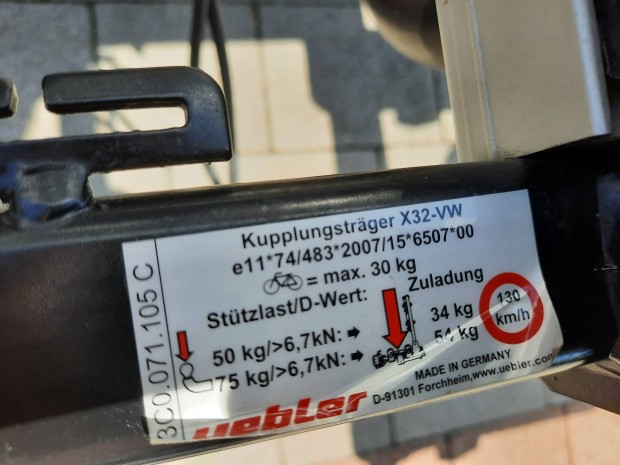 3C0.071.105 C
Kupplungsträger X32-VW
e11*74/483*2007/15*6507*00
= max. 30 kg
Stützlast/D-Wert: Zuladung
50 kg/>6,7kN: 34 kg
75 kg/>6,7kN: 54 kg
130
km/h
uebler
MADE IN GERMANY
D-91301 Forchheim,www.uebler.com